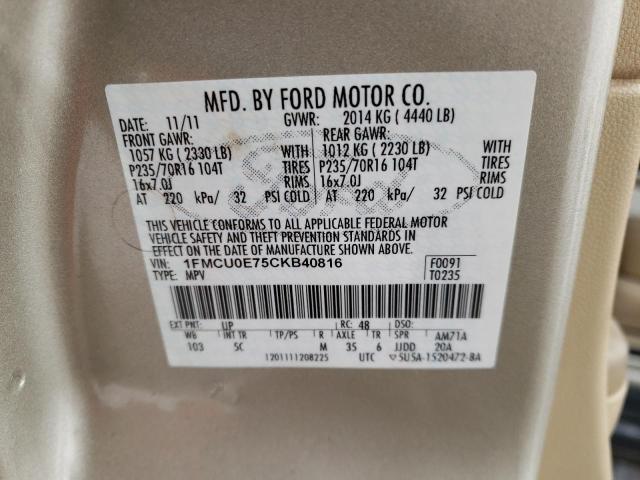 MFD. BY FORD MOTOR CO.
DATE: 11/11 GVWR: 2014 KG ( 4440 LB)
FRONT GAWR: REAR GAWR:
1057 KG ( 2330 LB) WITH 1012 KG ( 2230 LB) WITH
P235/70R16 104T TIRES P235/70R16 104T TIRES
16x7.0J RIMS 16x7.0J RIMS
AT 220 kPa/ 32 PSI COLD AT 220 kPa/ 32 PSI COLD
THIS VEHICLE CONFORMS TO ALL APPLICABLE FEDERAL MOTOR
VEHICLE SAFETY AND THEFT PREVENTION STANDARDS IN
EFFECT ON THE DATE OF MANUFACTURE SHOWN ABOVE.
VIN: 1FMCU0E75CKB40816 F0091
TYPE: MPV T0235
EXT PNT: UP RC: 48 DSO:
WB INT TR TP/PS R AXLE TR SPR AM71A
103 5C M 35 6 JJDD 20A
1201111208225 UTC ▽5U5A-1520472-BA